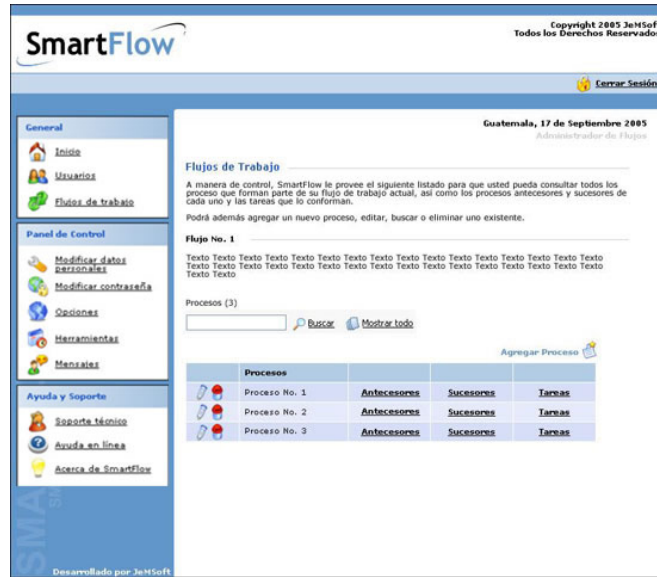 SmartFlow
Copyright 2005 JeMSoft
Todos los Derechos Reservados
Cerrar Sesión
Guatemala, 17 de Septiembre 2005
Administrador de Flujos
General
Inicio
Usuarios
Flujos de trabajo
Panel de Control
Modificar datos
personales
Modificar contraseña
Opciones
Herramientas
Mensajes
Ayuda y Soporte
Soporte técnico
Ayuda en línea
Acerca de SmartFlow
Flujos de Trabajo
A manera de control, SmartFlow le provee el siguiente listado para que usted pueda consultar todos los
proceso que forman parte de su flujo de trabajo actual, así como los procesos antecesores y sucesores de
cada uno y las tareas que lo conforman.
Podrá además agregar un nuevo proceso, editar, buscar o eliminar uno existente.
Flujo No. 1
Texto Texto Texto Texto Texto Texto Texto Texto Texto Texto Texto Texto Texto Texto Texto Texto
Texto Texto Texto Texto Texto Texto Texto Texto Texto Texto Texto Texto Texto Texto Texto Texto
Texto Texto
Procesos (3)
Buscar Mostrar todo
Agregar Proceso
Procesos
Proceso No. 1 Antecesores Sucesores Tareas
Proceso No. 2 Antecesores Sucesores Tareas
Proceso No. 3 Antecesores Sucesores Tareas
SMA
SM
Desarrollado por JeMSoft